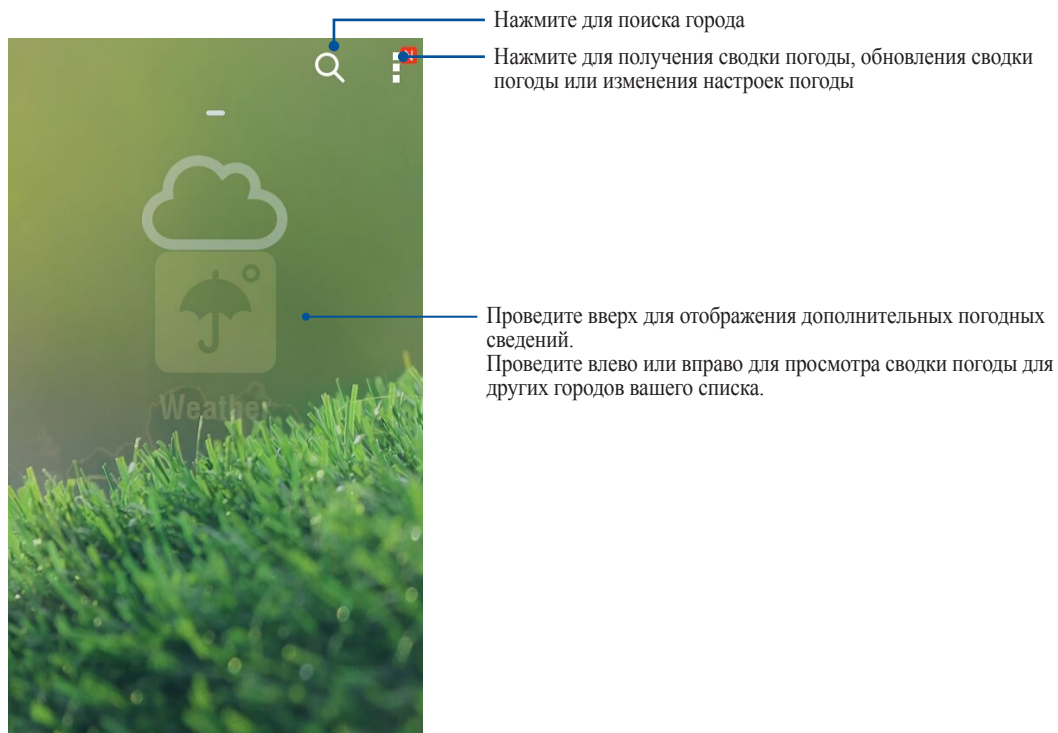 Нажмите для поиска города
Нажмите для получения сводки погоды, обновления сводки
погоды или изменения настроек погоды
N
Проведите вверх для отображения дополнительных погодных
сведений.
Проведите влево или вправо для просмотра сводки погоды для
других городов вашего списка.
Weather